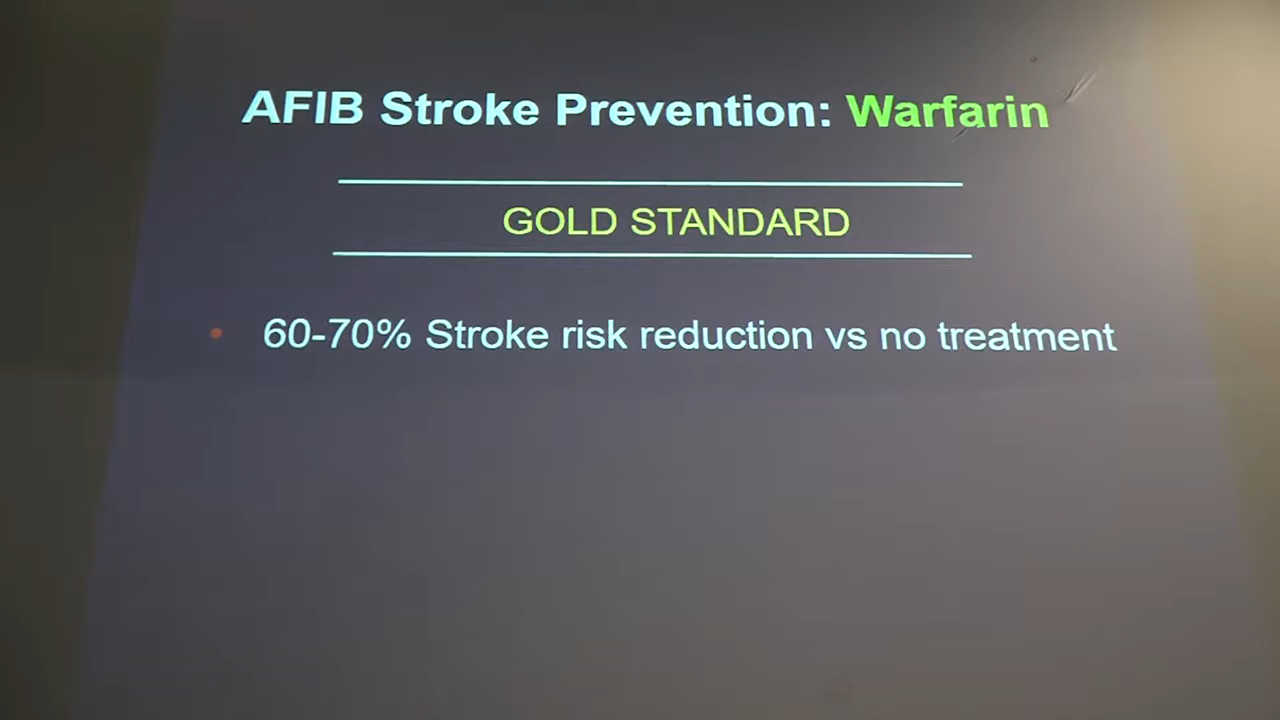 AFIB Stroke Prevention: Warfarin
GOLD STANDARD
• 60-70% Stroke risk reduction vs no treatment